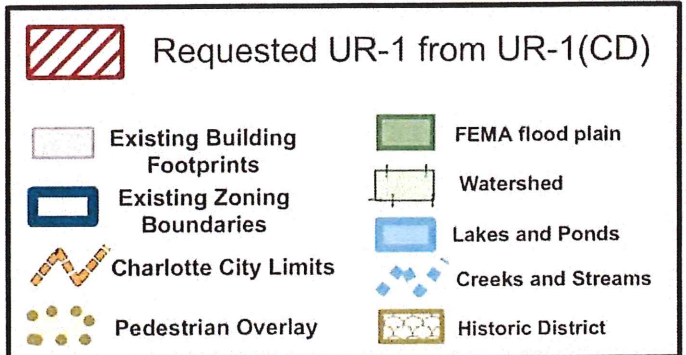 Requested UR-1 from UR-1(CD)
Existing Building
Footprints
Existing Zoning
Boundaries
Charlotte City Limits
Pedestrian Overlay
FEMA flood plain
Watershed
Lakes and Ponds
Creeks and Streams
Historic District